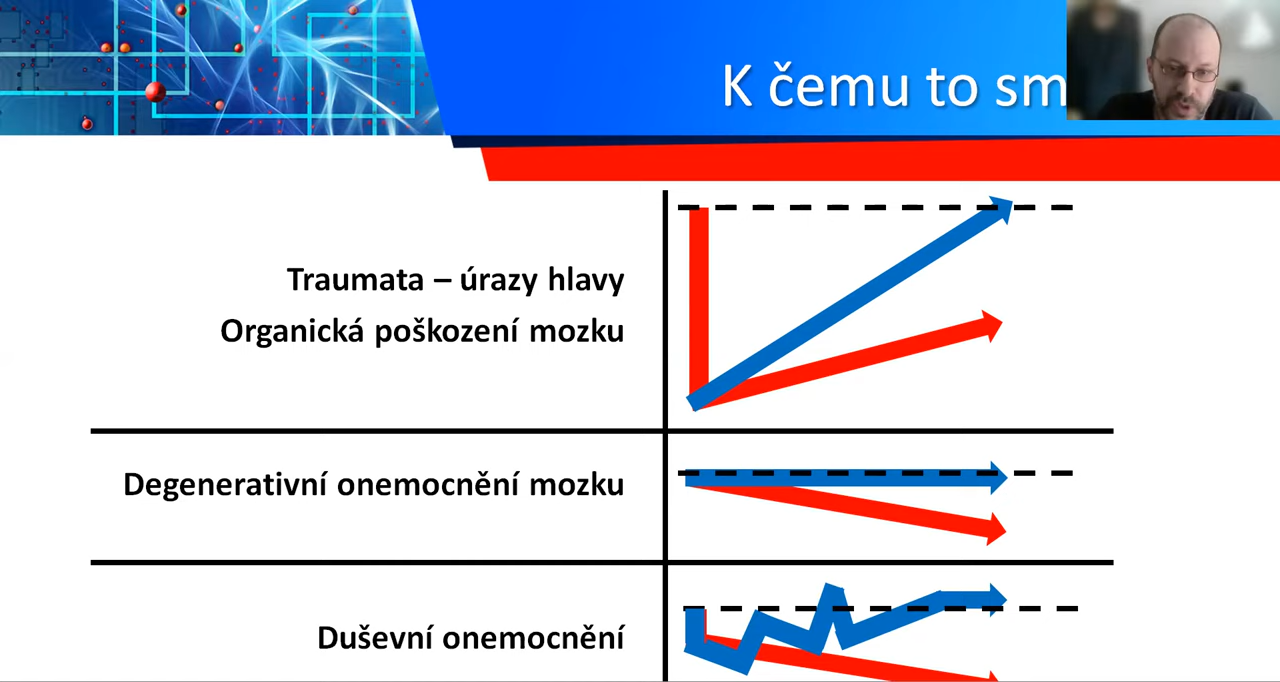 K čemu to sm
Traumata – úrazy hlavy
Organická poškození mozku
Degenerativní onemocnění mozku
Duševní onemocnění